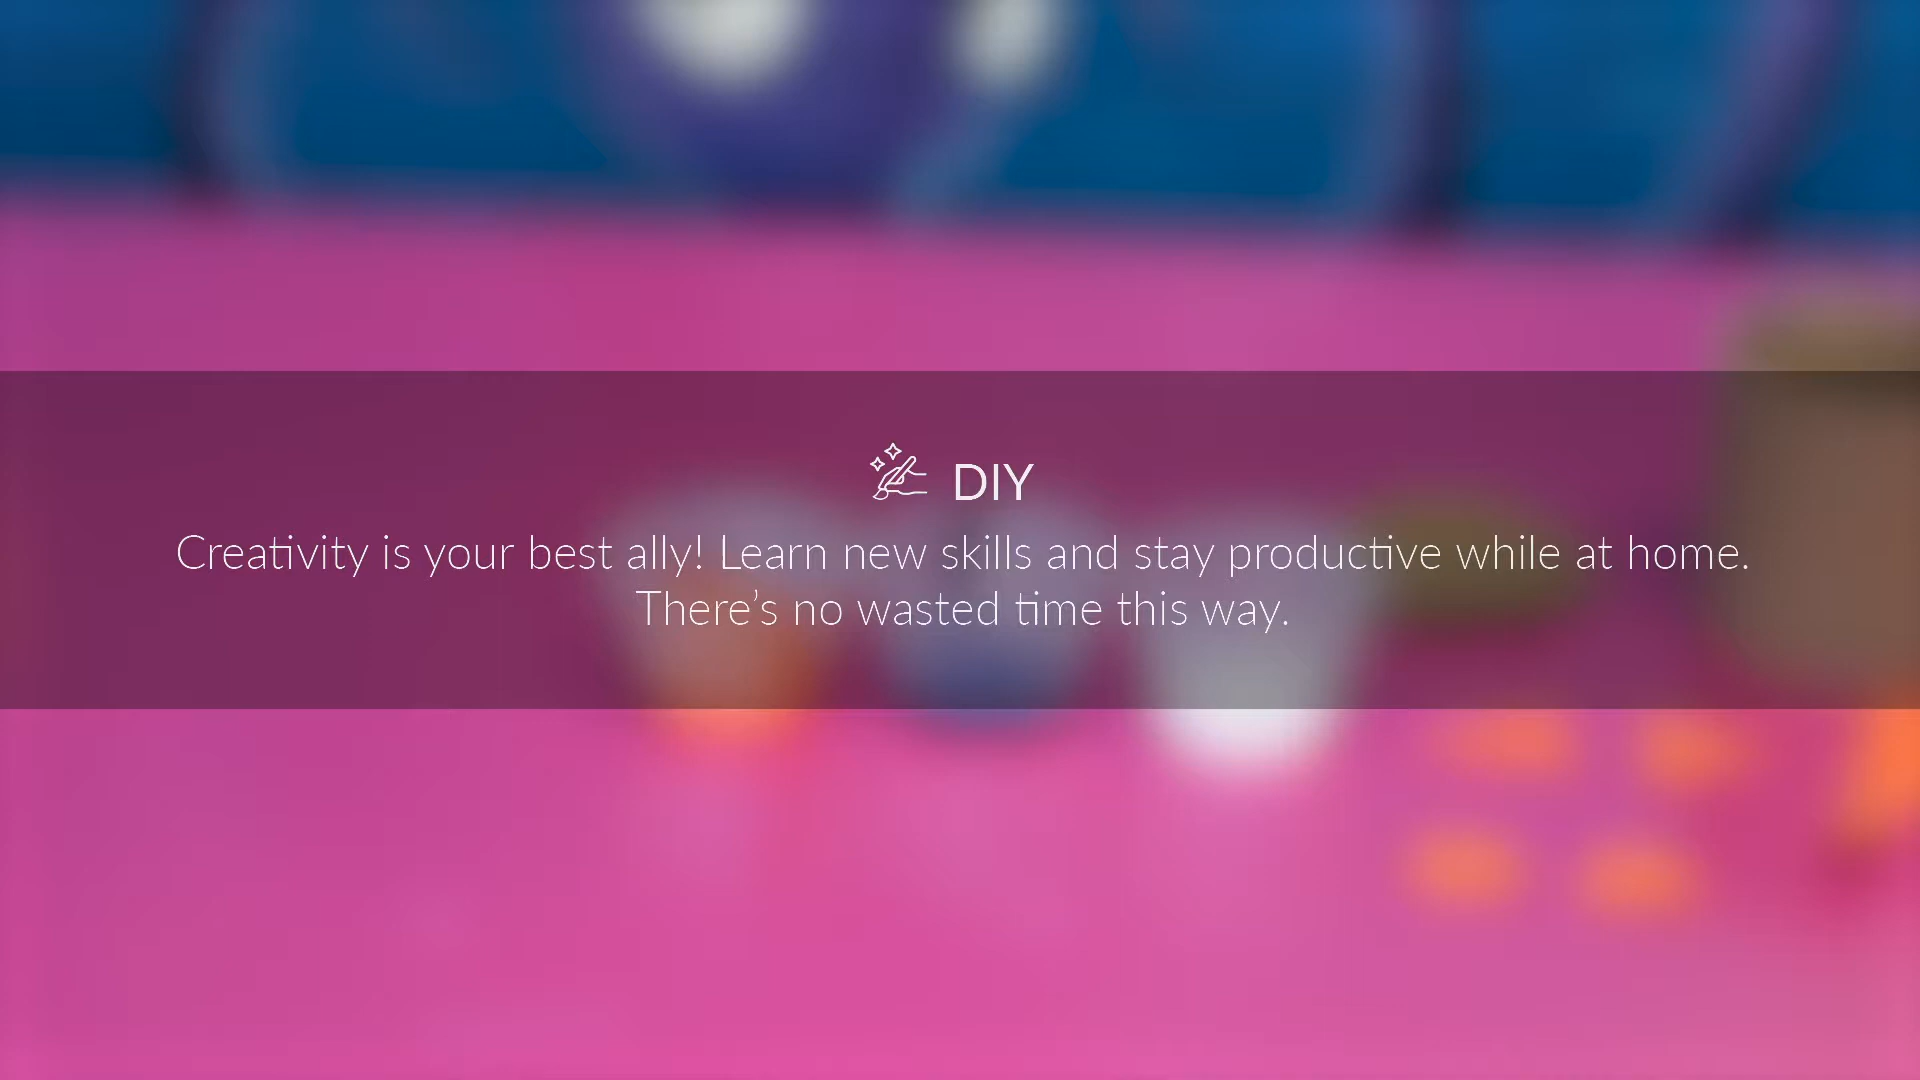 DIY
Creativity is your best ally! Learn new skills and stay productive while at home.
There’s no wasted time this way.